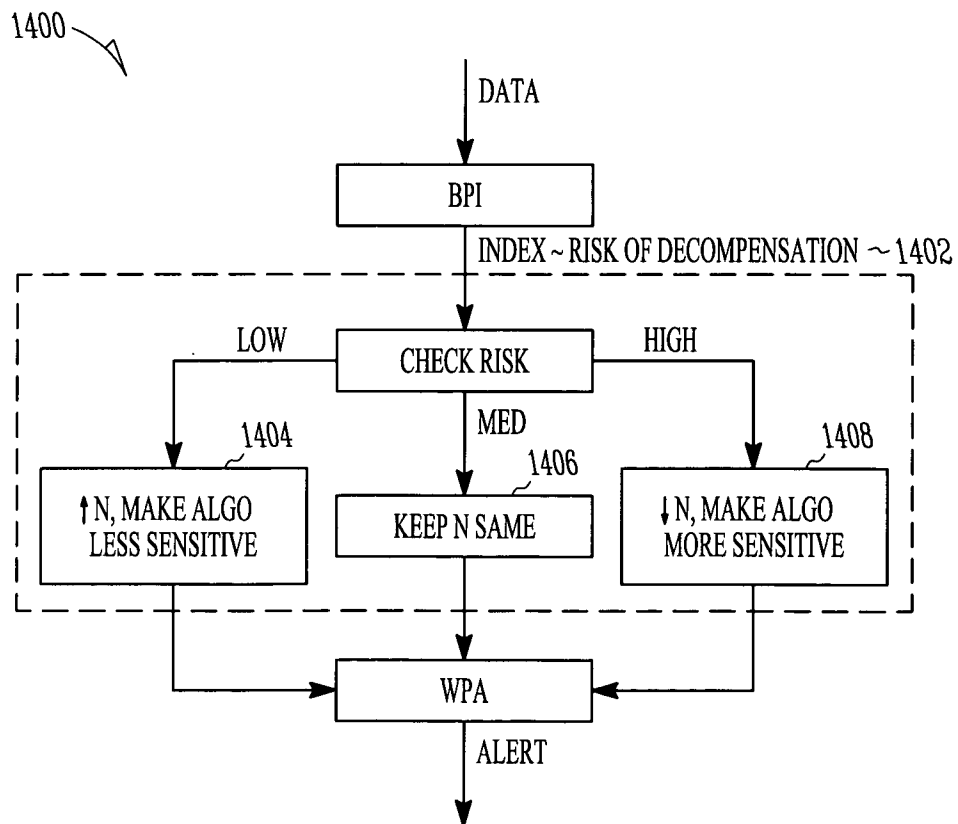 1400
DATA
BPI
INDEX ~ RISK OF DECOMPENSATION ~1402
LOW
CHECK RISK
HIGH
MED
1404
1406
1408
↑ N, MAKE ALGO
LESS SENSITIVE
KEEP N SAME
↓ N, MAKE ALGO
MORE SENSITIVE
WPA
ALERT